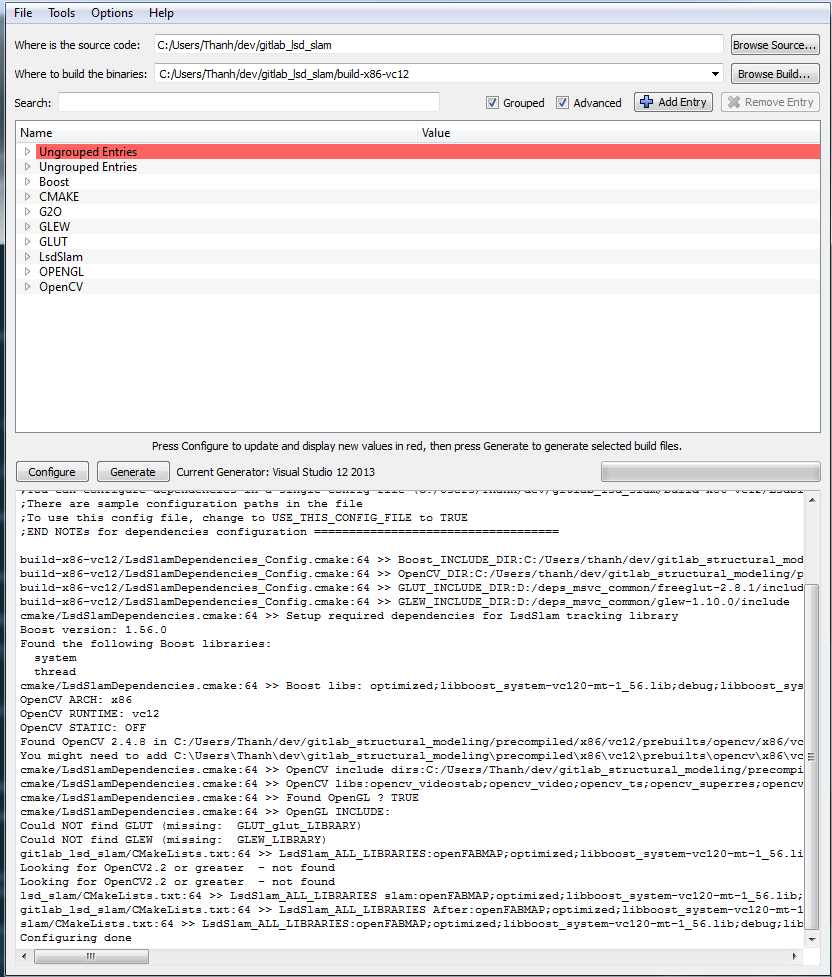 File Tools Options Help
Where is the source code: C:/Users/Thanh/dev/gitlab_lsd_slam Browse Source...
Where to build the binaries: C:/Users/Thanh/dev/gitlab_lsd_slam/build-x86-vc12 Browse Build...
Search: Grouped Advanced Add Entry Remove Entry
Name Value
Ungrouped Entries
Ungrouped Entries
Boost
CMAKE
G2O
GLEW
GLUT
LsdSlam
OPENGL
OpenCV
Press Configure to update and display new values in red, then press Generate to generate selected build files.
Configure Generate Current Generator: Visual Studio 12 2013
;There are sample configuration paths in the file
;To use this config file, change to USE_THIS_CONFIG_FILE to TRUE
;END NOTEs for dependencies configuration ===================================
build-x86-vc12/LsdSlamDependencies_Config.cmake:64 >> Boost_INCLUDE_DIR:C:/Users/thanh/dev/gitlab_structural_mod
build-x86-vc12/LsdSlamDependencies_Config.cmake:64 >> OpenCV_DIR:C:/Users/thanh/dev/gitlab_structural_modeling/p
build-x86-vc12/LsdSlamDependencies_Config.cmake:64 >> GLUT_INCLUDE_DIR:D:/deps_msvc_common/freeglut-2.8.1/includ
build-x86-vc12/LsdSlamDependencies_Config.cmake:64 >> GLEW_INCLUDE_DIR:D:/deps_msvc_common/glew-1.10.0/include
cmake/LsdSlamDependencies.cmake:64 >> Setup required dependencies for LsdSlam tracking library
Boost version: 1.56.0
Found the following Boost libraries:
system
thread
cmake/LsdSlamDependencies.cmake:64 >> Boost libs: optimized;libboost_system-vc120-mt-1_56.lib;debug;libboost_sys
OpenCV ARCH: x86
OpenCV RUNTIME: vc12
OpenCV STATIC: OFF
Found OpenCV 2.4.8 in C:/Users/Thanh/dev/gitlab_structural_modeling/precompiled/x86/vc12/prebuilts/opencv/x86/vc
You might need to add C:\Users\Thanh\dev\gitlab_structural_modeling\precompiled\x86\vc12\prebuilts\opencv\x86\vc
cmake/LsdSlamDependencies.cmake:64 >> OpenCV include dirs:C:/Users/Thanh/dev/gitlab_structural_modeling/precompi
cmake/LsdSlamDependencies.cmake:64 >> OpenCV libs:opencv_videostab;opencv_video;opencv_ts;opencv_superres;opencv
cmake/LsdSlamDependencies.cmake:64 >> Found OpenGL ? TRUE
cmake/LsdSlamDependencies.cmake:64 >> OpenGL INCLUDE:
Could NOT find GLUT (missing:  GLUT_glut_LIBRARY)
Could NOT find GLEW (missing:  GLEW_LIBRARY)
gitlab_lsd_slam/CMakeLists.txt:64 >> LsdSlam_ALL_LIBRARIES:openFABMAP;optimized;libboost_system-vc120-mt-1_56.li
Looking for OpenCV2.2 or greater  - not found
Looking for OpenCV2.2 or greater  - not found
lsd_slam/CMakeLists.txt:64 >> LsdSlam_ALL_LIBRARIES slam:openFABMAP;optimized;libboost_system-vc120-mt-1_56.lib;
gitlab_lsd_slam/CMakeLists.txt:64 >> LsdSlam_ALL_LIBRARIES After:openFABMAP;optimized;libboost_system-vc120-mt-1
slam/CMakeLists.txt:64 >> LsdSlam_ALL_LIBRARIES:openFABMAP;optimized;libboost_system-vc120-mt-1_56.lib;debug;lib
Configuring done